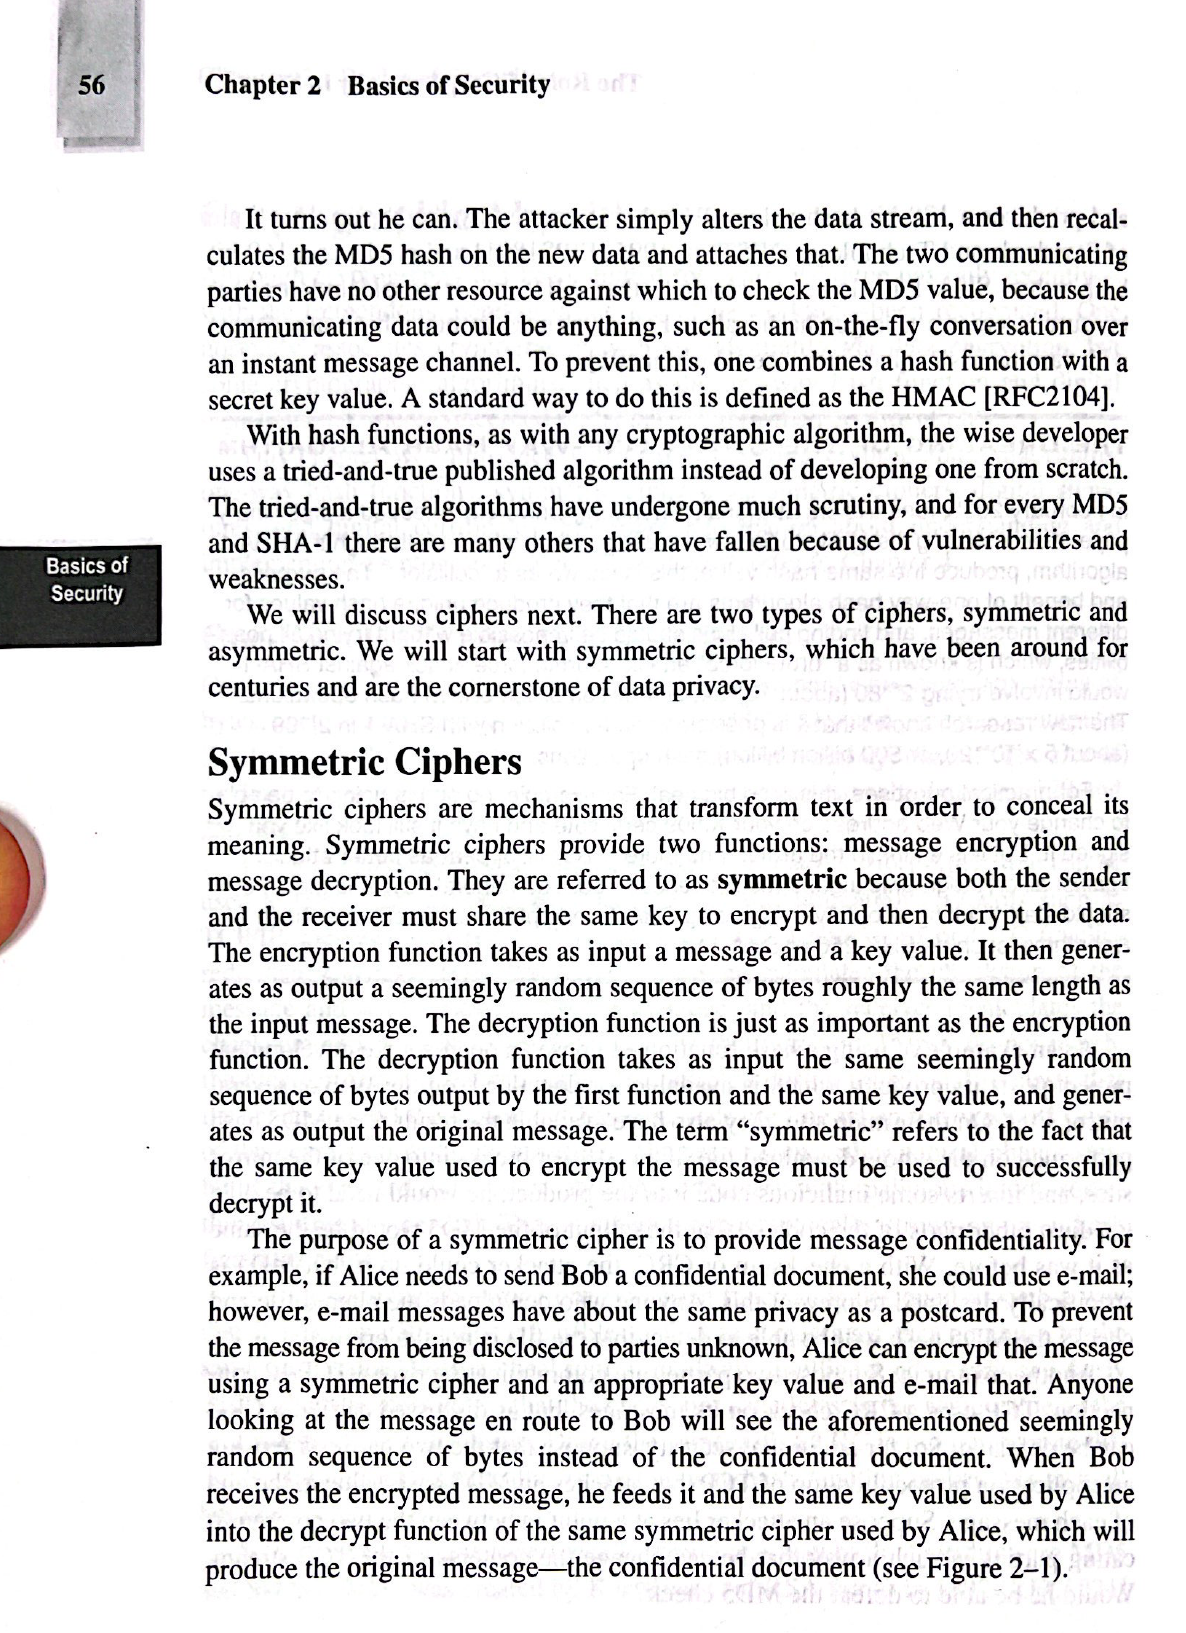 56
Chapter 2 Basics of Security
It turns out he can. The attacker simply alters the data stream, and then recal-
culates the MD5 hash on the new data and attaches that. The two communicating
parties have no other resource against which to check the MD5 value, because the
communicating data could be anything, such as an on-the-fly conversation over
an instant message channel. To prevent this, one combines a hash function with a
secret key value. A standard way to do this is defined as the HMAC [RFC2104].
With hash functions, as with any cryptographic algorithm, the wise developer
uses a tried-and-true published algorithm instead of developing one from scratch.
The tried-and-true algorithms have undergone much scrutiny, and for every MD5
and SHA-1 there are many others that have fallen because of vulnerabilities and
weaknesses.
Basics of
Security
We will discuss ciphers next. There are two types of ciphers, symmetric and
asymmetric. We will start with symmetric ciphers, which have been around for
centuries and are the cornerstone of data privacy.
Symmetric Ciphers
Symmetric ciphers are mechanisms that transform text in order to conceal its
meaning. Symmetric ciphers provide two functions: message encryption and
message decryption. They are referred to as symmetric because both the sender
and the receiver must share the same key to encrypt and then decrypt the data.
The encryption function takes as input a message and a key value. It then gener-
ates as output a seemingly random sequence of bytes roughly the same length as
the input message. The decryption function is just as important as the encryption
function. The decryption function takes as input the same seemingly random
sequence of bytes output by the first function and the same key value, and gener-
ates as output the original message. The term “symmetric” refers to the fact that
the same key value used to encrypt the message must be used to successfully
decrypt it.
The purpose of a symmetric cipher is to provide message confidentiality. For
example, if Alice needs to send Bob a confidential document, she could use e-mail;
however, e-mail messages have about the same privacy as a postcard. To prevent
the message from being disclosed to parties unknown, Alice can encrypt the message
using a symmetric cipher and an appropriate key value and e-mail that. Anyone
looking at the message en route to Bob will see the aforementioned seemingly
random sequence of bytes instead of the confidential document. When Bob
receives the encrypted message, he feeds it and the same key value used by Alice
into the decrypt function of the same symmetric cipher used by Alice, which will
produce the original message—the confidential document (see Figure 2–1).